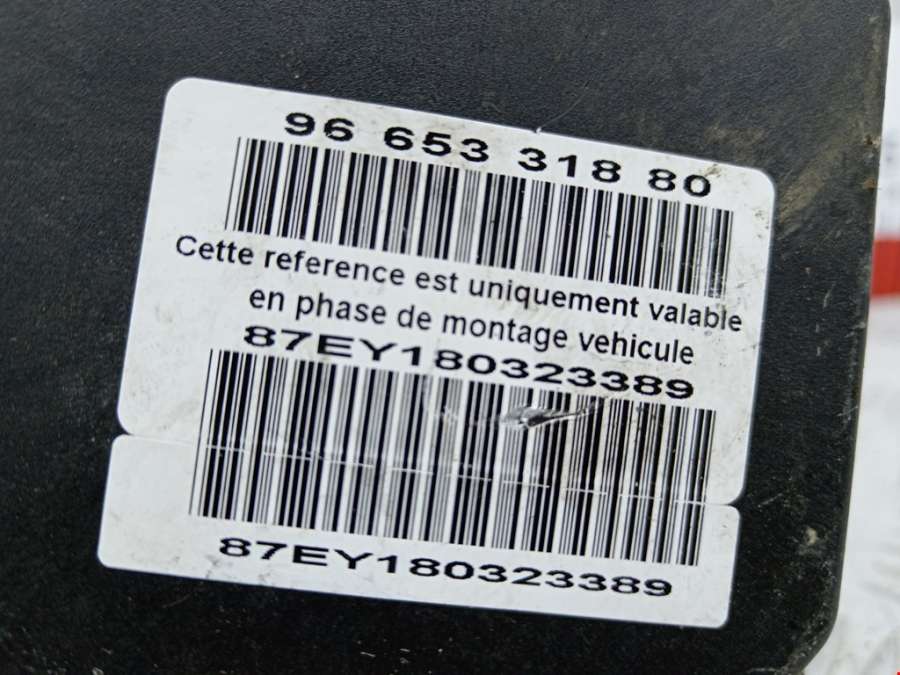 96 653 318 80
Cette reference est uniquement valable
en phase de montage vehicule
87EY180323389
87EY180323389